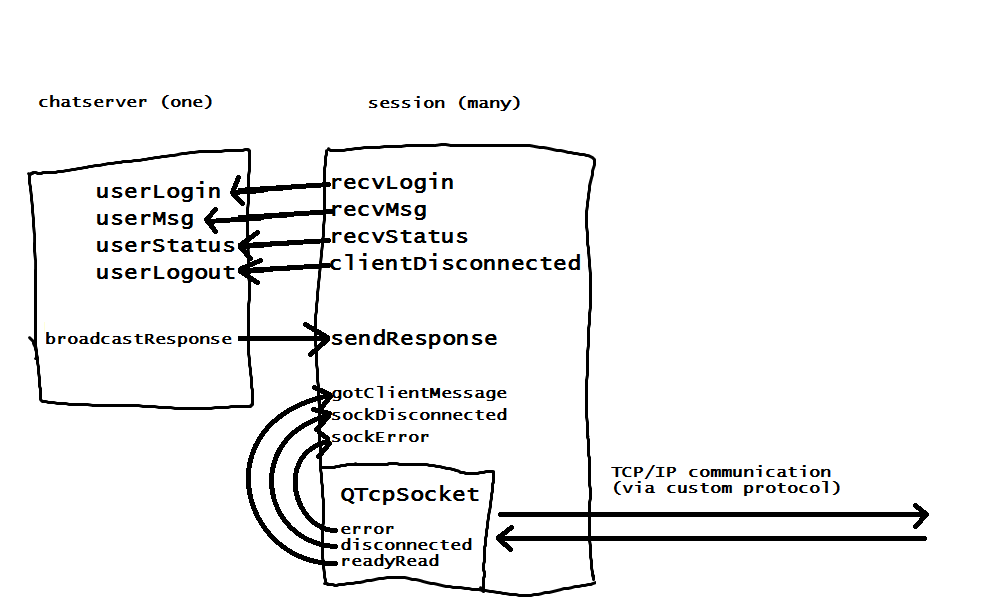 chatserver (one)
session (many)
userLogin
userMsg
userStatus
userLogout
broadcastResponse
recvLogin
recvMsg
recvStatus
clientDisconnected
sendResponse
gotClientMessage
sockDisconnected
sockError
QTcpSocket
error
disconnected
readyRead
TCP/IP communication
(via custom protocol)